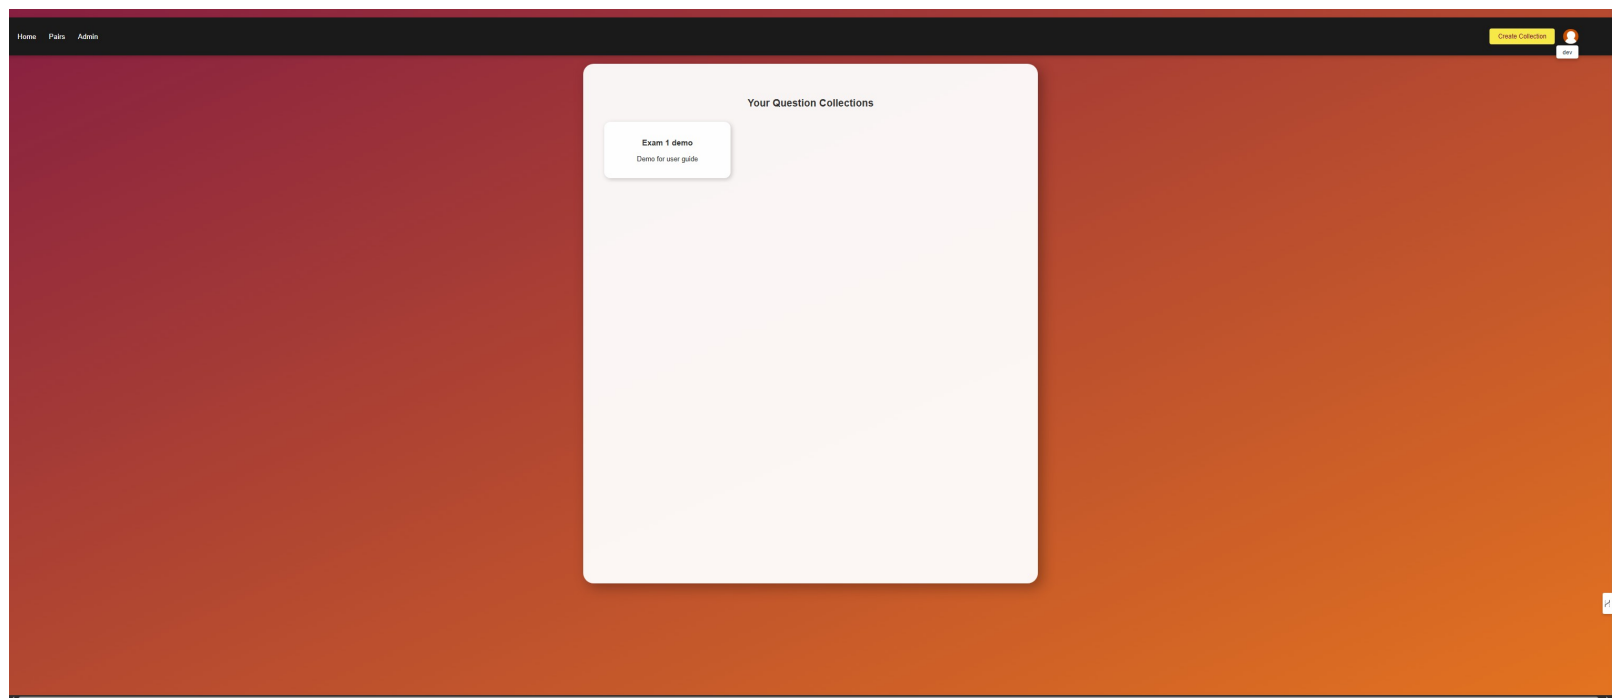 Home Pairs Admin Create Collection
dev
Your Question Collections
Exam 1 demo
Demo for user guide